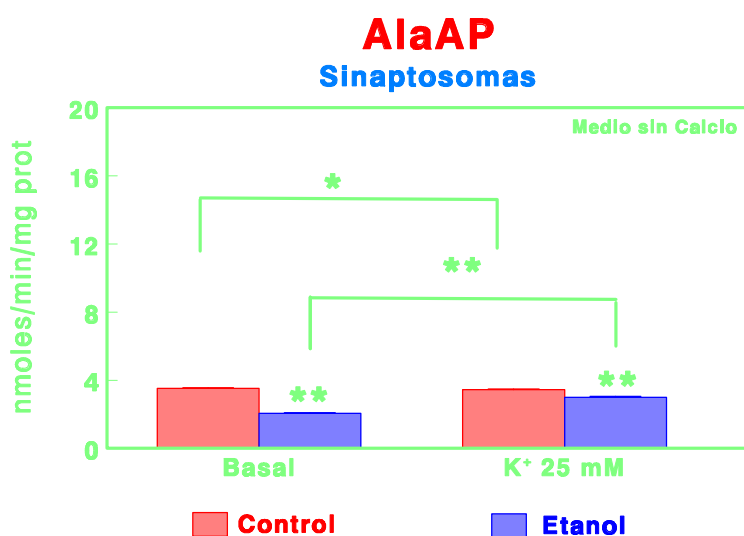 AlaAP
Sinaptosomas
Medio sin Calcio
nmoles/min/mg prot
20
16
12
8
4
0
*
**
**
**
Basal
K⁺ 25 mM
Control
Etanol